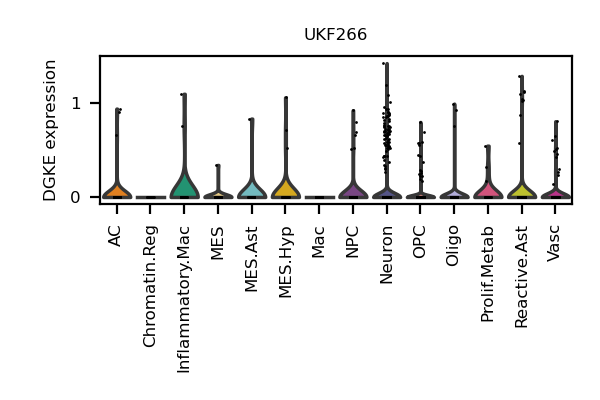 UKF266
DGKE expression
1
0
AC
Chromatin.Reg
Inflammatory.Mac
MES
MES.Ast
MES.Hyp
Mac
NPC
Neuron
OPC
Oligo
Prolif.Metab
Reactive.Ast
Vasc